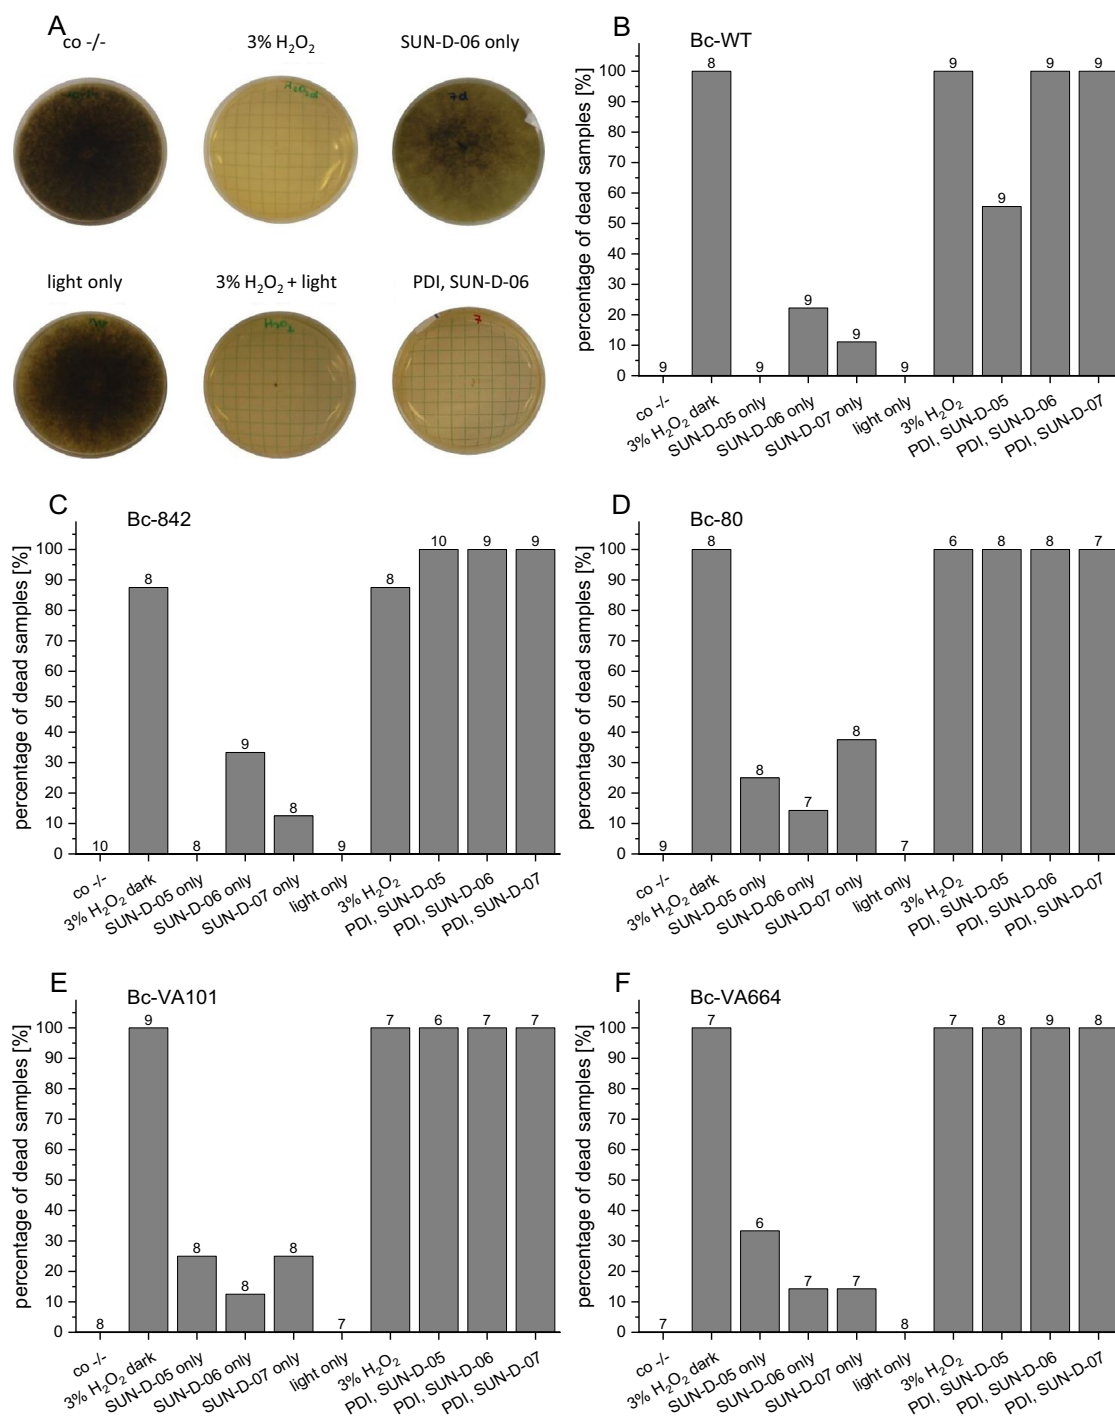 A
co -/-
3% H₂O₂
SUN-D-06 only
H₂O₂d
7d
light only
3% H₂O₂ + light
PDI, SUN-D-06
H₂O₂
7
B
Bc-WT
percentage of dead samples [%]
100
90
80
70
60
50
40
30
20
10
0
9 8 9 9 9 9 9 9 9 9
co -/-
3% H₂O₂ dark
SUN-D-05 only
SUN-D-06 only
SUN-D-07 only
light only
3% H₂O₂
PDI, SUN-D-05
PDI, SUN-D-06
PDI, SUN-D-07
C
Bc-842
percentage of dead samples [%]
100
90
80
70
60
50
40
30
20
10
0
10 8 8 9 8 9 8 10 9 9
co -/-
3% H₂O₂ dark
SUN-D-05 only
SUN-D-06 only
SUN-D-07 only
light only
3% H₂O₂
PDI, SUN-D-05
PDI, SUN-D-06
PDI, SUN-D-07
D
Bc-80
percentage of dead samples [%]
100
90
80
70
60
50
40
30
20
10
0
9 8 8 7 8 7 6 8 8 7
co -/-
3% H₂O₂ dark
SUN-D-05 only
SUN-D-06 only
SUN-D-07 only
light only
3% H₂O₂
PDI, SUN-D-05
PDI, SUN-D-06
PDI, SUN-D-07
E
Bc-VA101
percentage of dead samples [%]
100
90
80
70
60
50
40
30
20
10
0
8 9 8 8 8 7 7 6 7 7
co -/-
3% H₂O₂ dark
SUN-D-05 only
SUN-D-06 only
SUN-D-07 only
light only
3% H₂O₂
PDI, SUN-D-05
PDI, SUN-D-06
PDI, SUN-D-07
F
Bc-VA664
percentage of dead samples [%]
100
90
80
70
60
50
40
30
20
10
0
7 7 6 7 7 8 7 8 9 8
co -/-
3% H₂O₂ dark
SUN-D-05 only
SUN-D-06 only
SUN-D-07 only
light only
3% H₂O₂
PDI, SUN-D-05
PDI, SUN-D-06
PDI, SUN-D-07